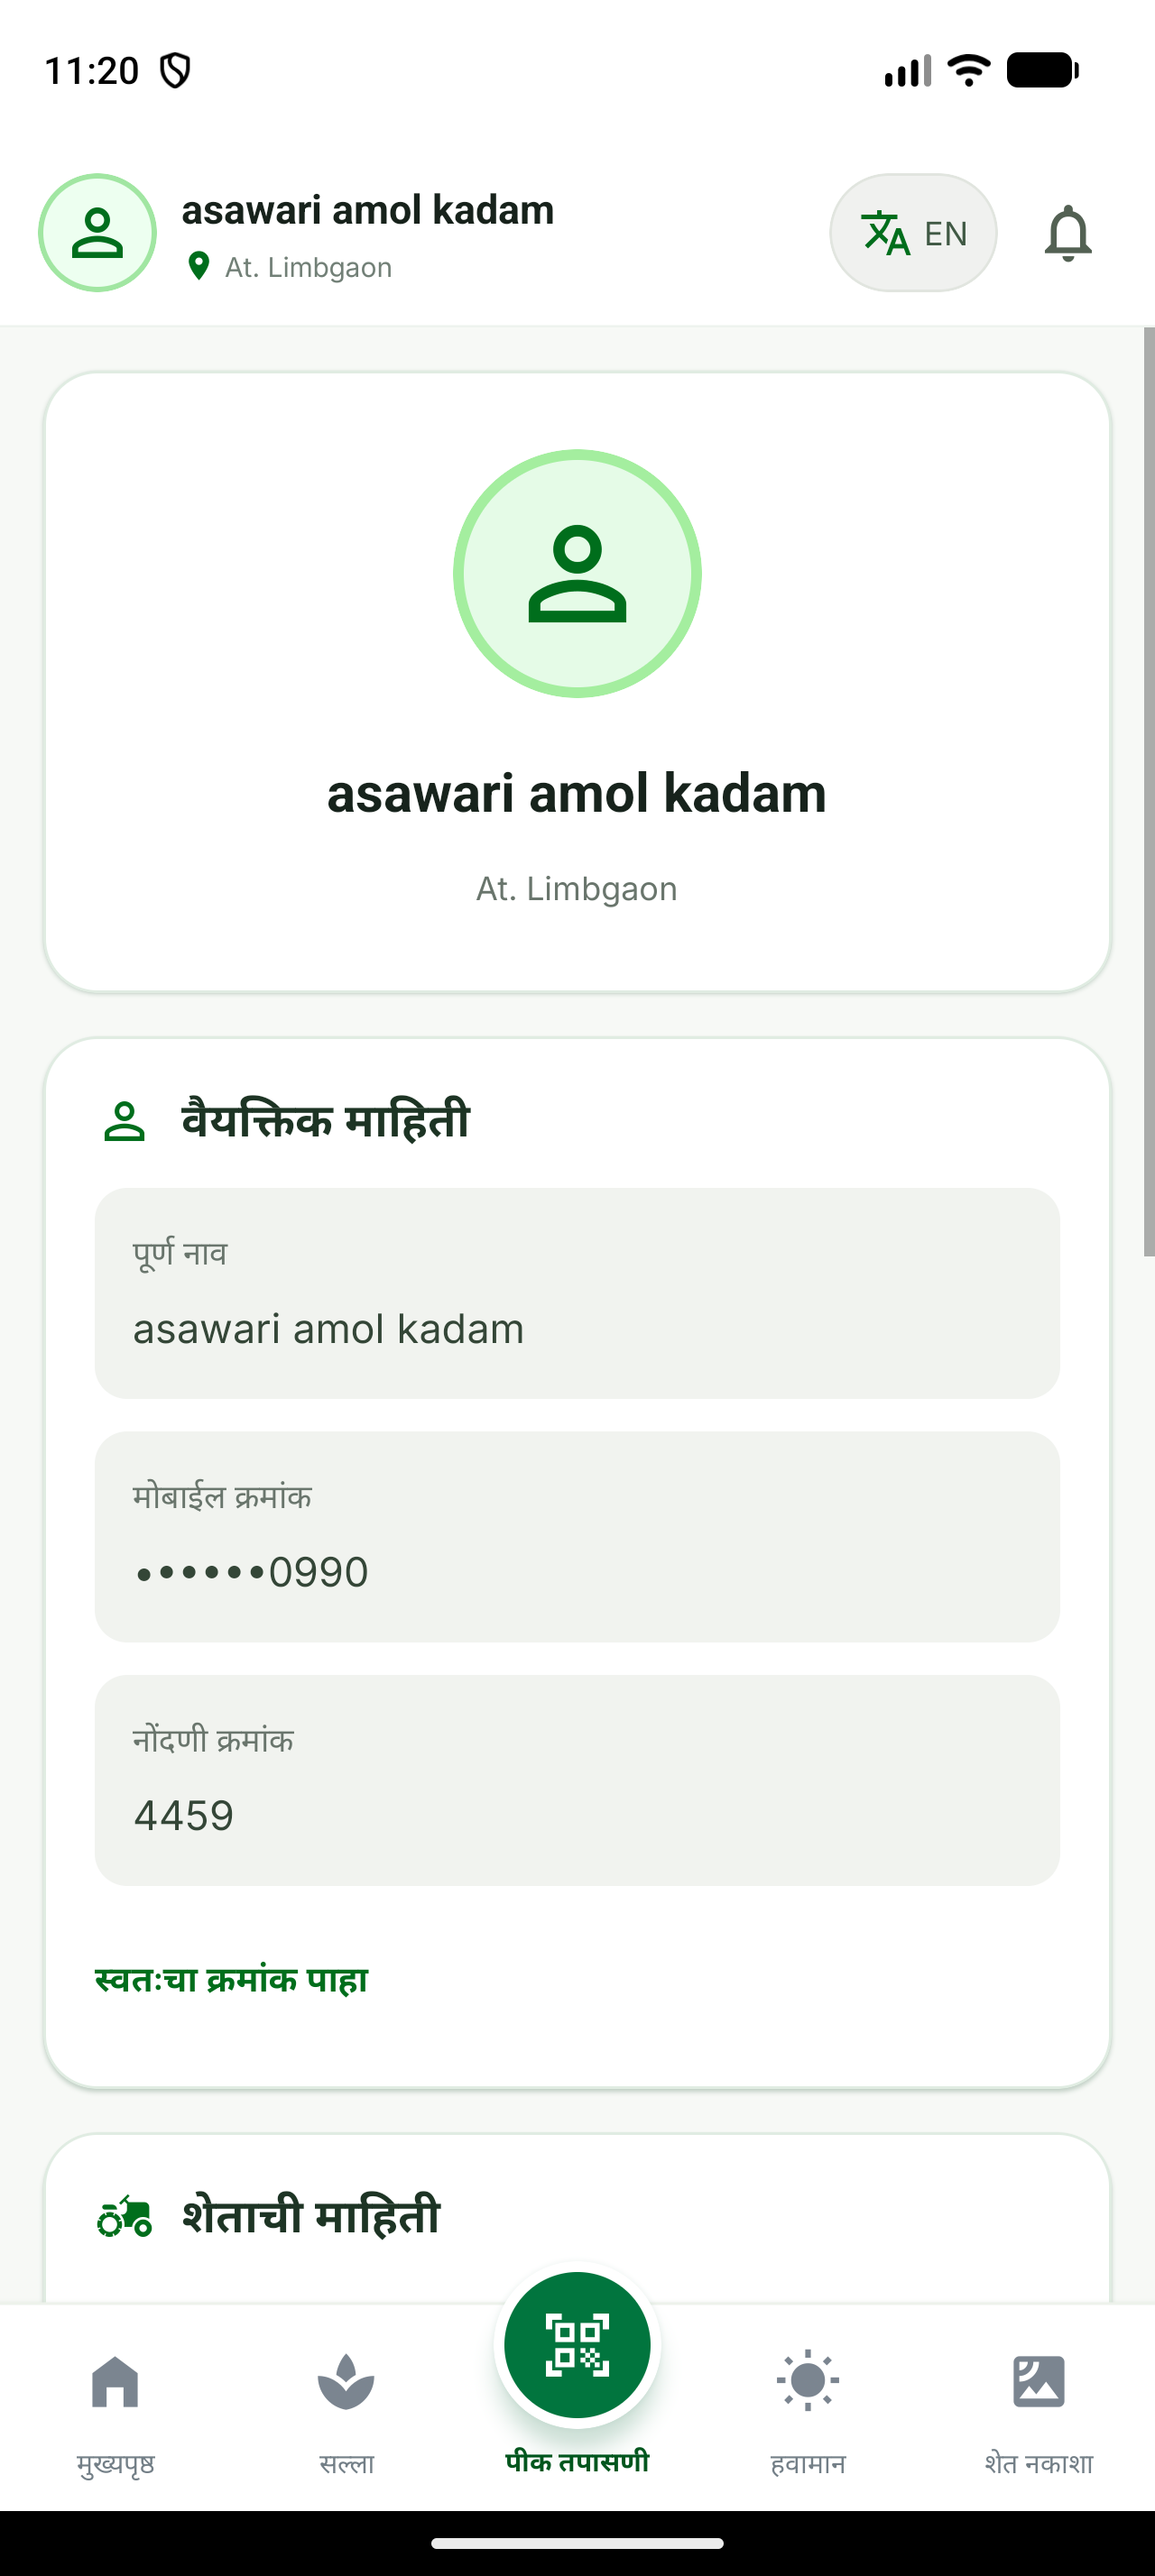 11:20
asawari amol kadam
At. Limbgaon
EN
asawari amol kadam
At. Limbgaon
वैयक्तिक माहिती
पूर्ण नाव
asawari amol kadam
मोबाईल क्रमांक
••••••0990
नोंदणी क्रमांक
4459
स्वतःचा क्रमांक पाहा
शेताची माहिती
मुख्यपृष्ठ
सल्ला
पीक तपासणी
हवामान
शेत नकाशा